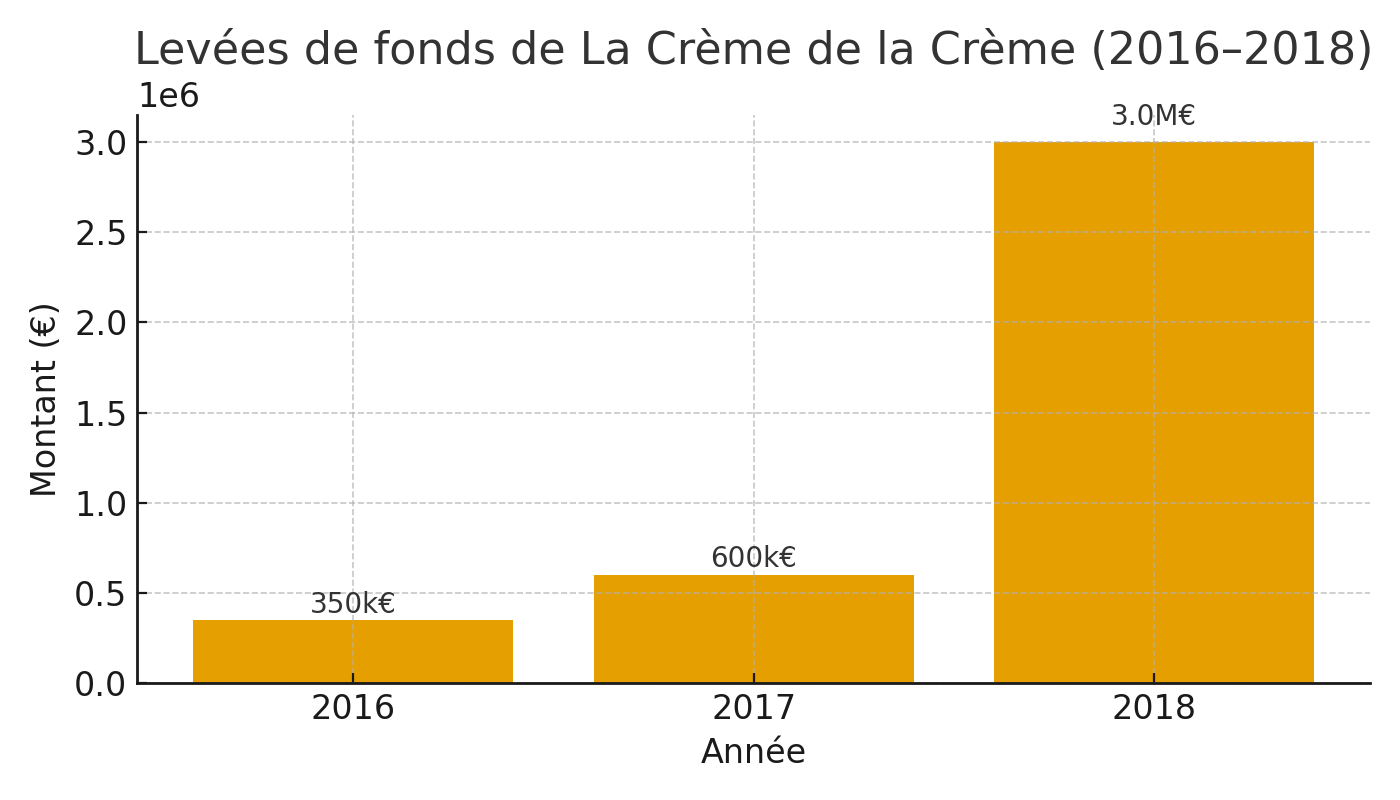 Levées de fonds de La Crème de la Crème (2016–2018)
1e6
3.0M€
3.0
2.5
2.0
1.5
1.0
600k€
0.5
350k€
0.0
Montant (€)
2016 2017 2018
Année